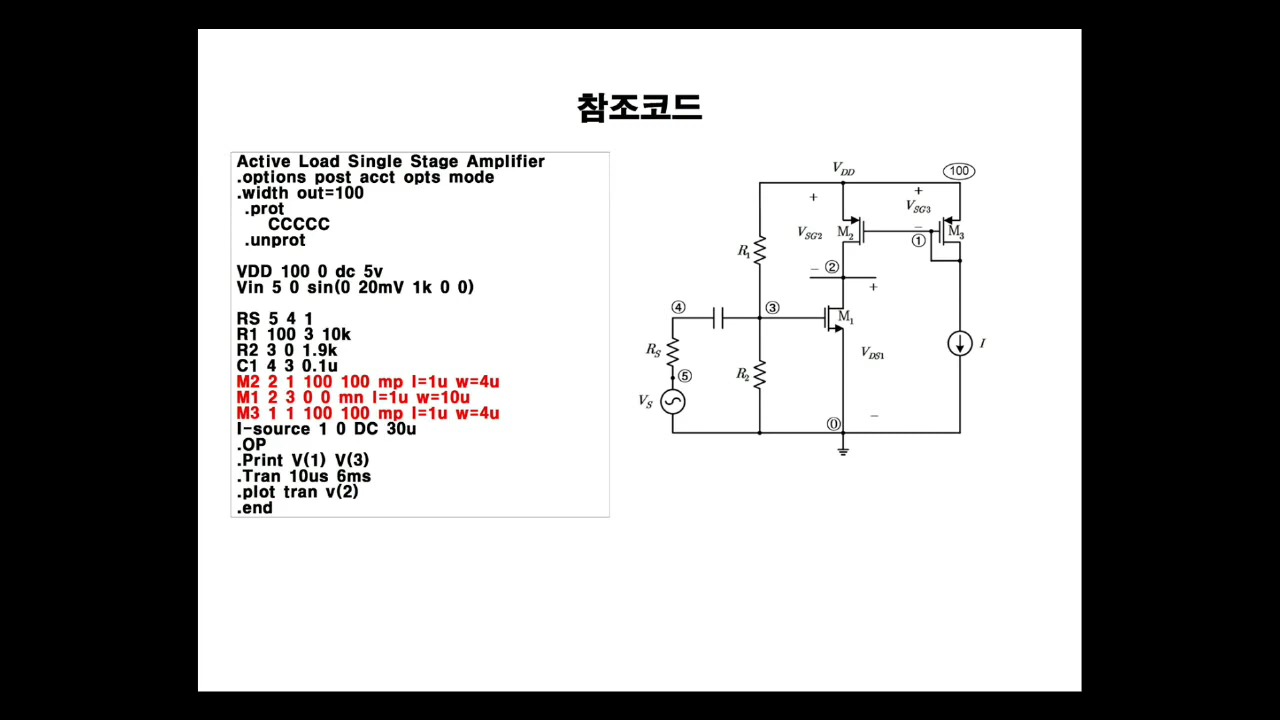 참조코드
Active Load Single Stage Amplifier
.options post acct opts mode
.width out=100
.prot
CCCCC
.unprot
VDD 100 0 dc 5v
Vin 5 0 sin(0 20mV 1k 0 0)
RS 5 4 1
R1 100 3 10k
R2 3 0 1.9k
C1 4 3 0.1u
M2 2 1 100 100 mp l=1u w=4u
M1 2 3 0 0 mn l=1u w=10u
M3 1 1 100 100 mp l=1u w=4u
I-source 1 0 DC 30u
.OP
.Print V(1) V(3)
.Tran 10us 6ms
.plot tran v(2)
.end
VDD
100
+
+
VSG3
VSG2
M2
−
①
M3
R1
− ②
+
④
③
M1
I
RS
VDS1
⑤
R2
VS
⓪
−